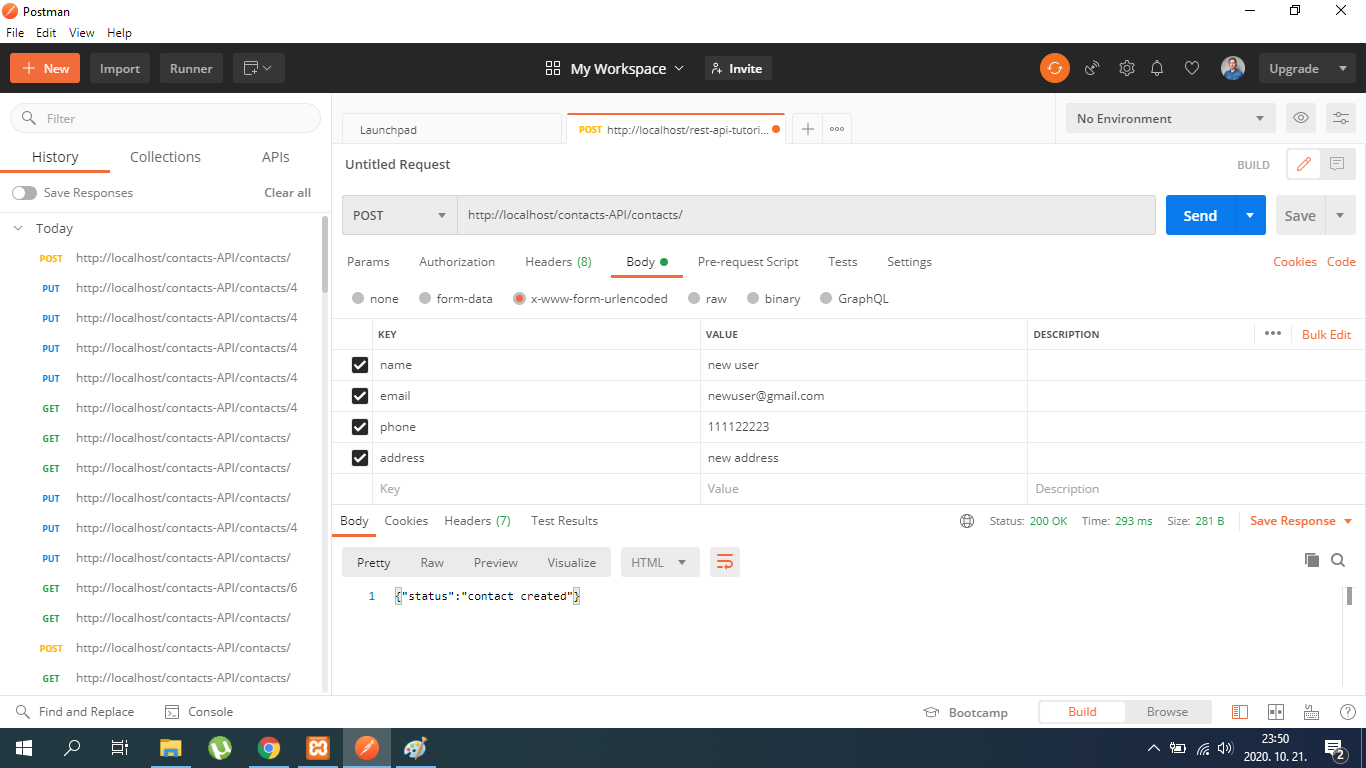 Postman
File Edit View Help
New Import Runner My Workspace Invite Upgrade
Filter
History Collections APIs
Save Responses Clear all
Today
POST http://localhost/contacts-API/contacts/
PUT http://localhost/contacts-API/contacts/4
PUT http://localhost/contacts-API/contacts/4
PUT http://localhost/contacts-API/contacts/4
PUT http://localhost/contacts-API/contacts/4
GET http://localhost/contacts-API/contacts/4
GET http://localhost/contacts-API/contacts/
GET http://localhost/contacts-API/contacts/
PUT http://localhost/contacts-API/contacts/
PUT http://localhost/contacts-API/contacts/4
PUT http://localhost/contacts-API/contacts/
GET http://localhost/contacts-API/contacts/6
GET http://localhost/contacts-API/contacts/
POST http://localhost/contacts-API/contacts/
GET http://localhost/contacts-API/contacts/
Launchpad POST http://localhost/rest-api-tutori... No Environment
Untitled Request BUILD
POST http://localhost/contacts-API/contacts/ Send Save
Params Authorization Headers (8) Body Pre-request Script Tests Settings Cookies Code
none form-data x-www-form-urlencoded raw binary GraphQL
KEY VALUE DESCRIPTION Bulk Edit
name new user
email newuser@gmail.com
phone 111122223
address new address
Key Value Description
Body Cookies Headers (7) Test Results Status: 200 OK Time: 293 ms Size: 281 B Save Response
Pretty Raw Preview Visualize HTML
1 {"status":"contact created"}
Find and Replace Console Bootcamp Build Browse
23:50
2020. 10. 21.
2